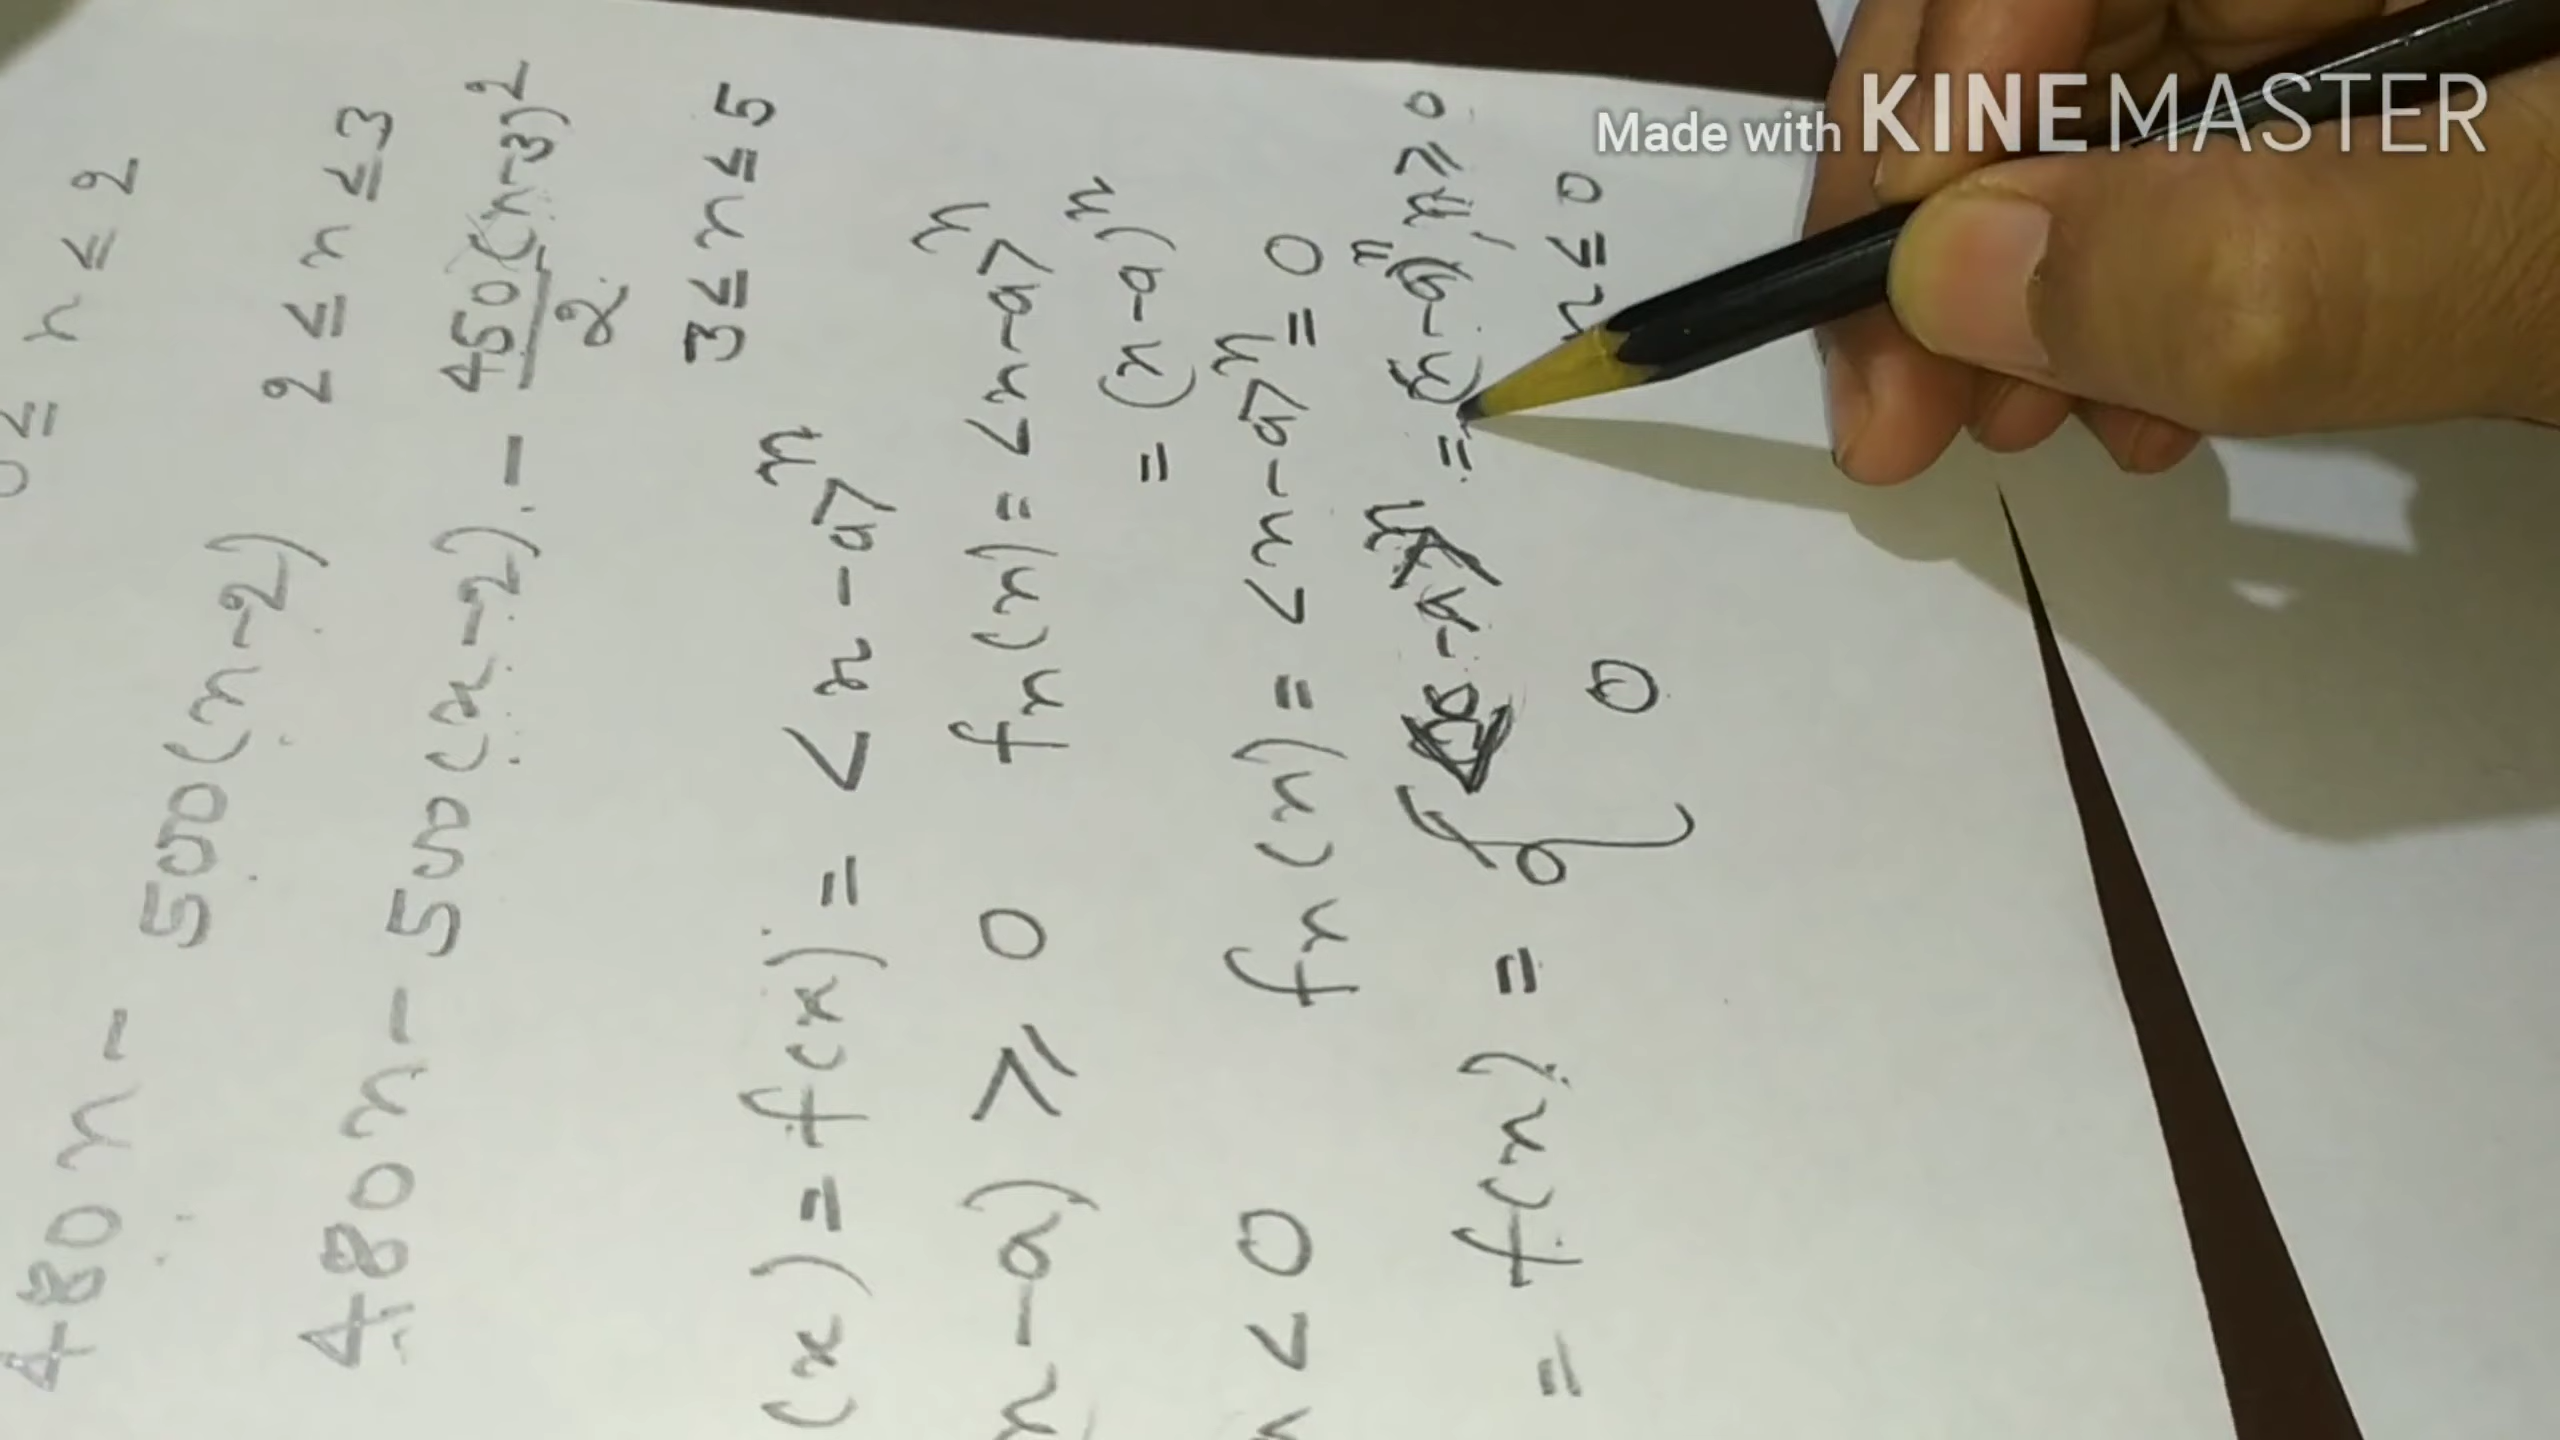 Made with KINEMASTER
0 ≤ x ≤ 2
480x - 500(x-2)    2 ≤ x ≤ 3
480x - 500(x-2) - 450(x-3)²/2
3 ≤ x ≤ 5
(x) = f(x) = <x-a>ⁿ
x-a) ≥ 0   fn(x) = <x-a>ⁿ
= (x-a)ⁿ
x < 0   fn(x) = <x-a>ⁿ = 0
= f(x) = { = (x-a)ⁿ, x ≥ 0
0    x ≤ 0